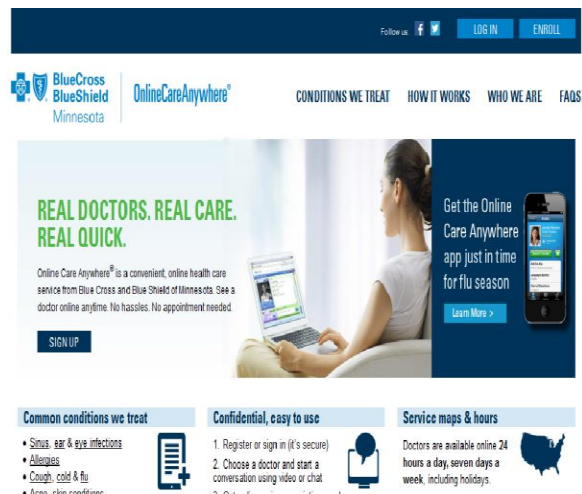 Follow us:
LOG IN
ENROLL
BlueCross
BlueShield
Minnesota
OnlineCareAnywhere®
CONDITIONS WE TREAT
HOW IT WORKS
WHO WE ARE
FAQS
REAL DOCTORS. REAL CARE.
REAL QUICK.
Online Care Anywhere® is a convenient, online health care
service from Blue Cross and Blue Shield of Minnesota. See a
doctor online anytime. No hassles. No appointment needed.
SIGN UP
Get the Online
Care Anywhere
app just in time
for flu season
Learn More >
Common conditions we treat
• Sinus, ear & eye infections
• Allergies
• Cough, cold & flu
• Acne, skin conditions
Confidential, easy to use
1. Register or sign in (it's secure)
2. Choose a doctor and start a
conversation using video or chat
Service maps & hours
Doctors are available online 24
hours a day, seven days a
week, including holidays.